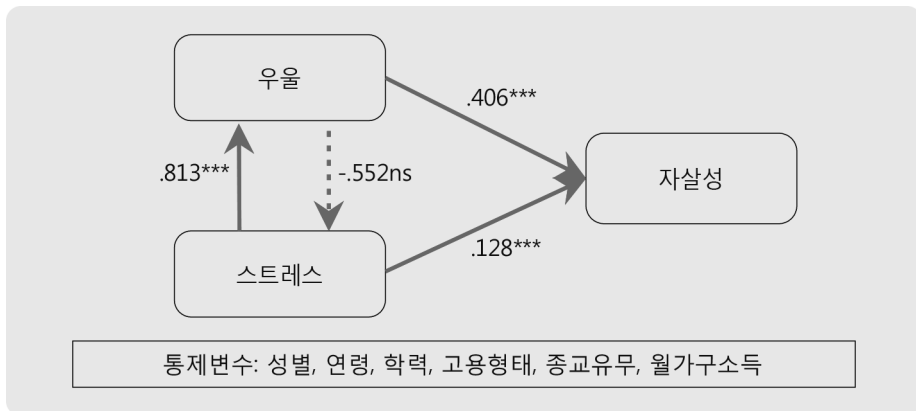 우울
.406***
.813***
-.552ns
자살성
.128***
스트레스
통제변수: 성별, 연령, 학력, 고용형태, 종교유무, 월가구소득